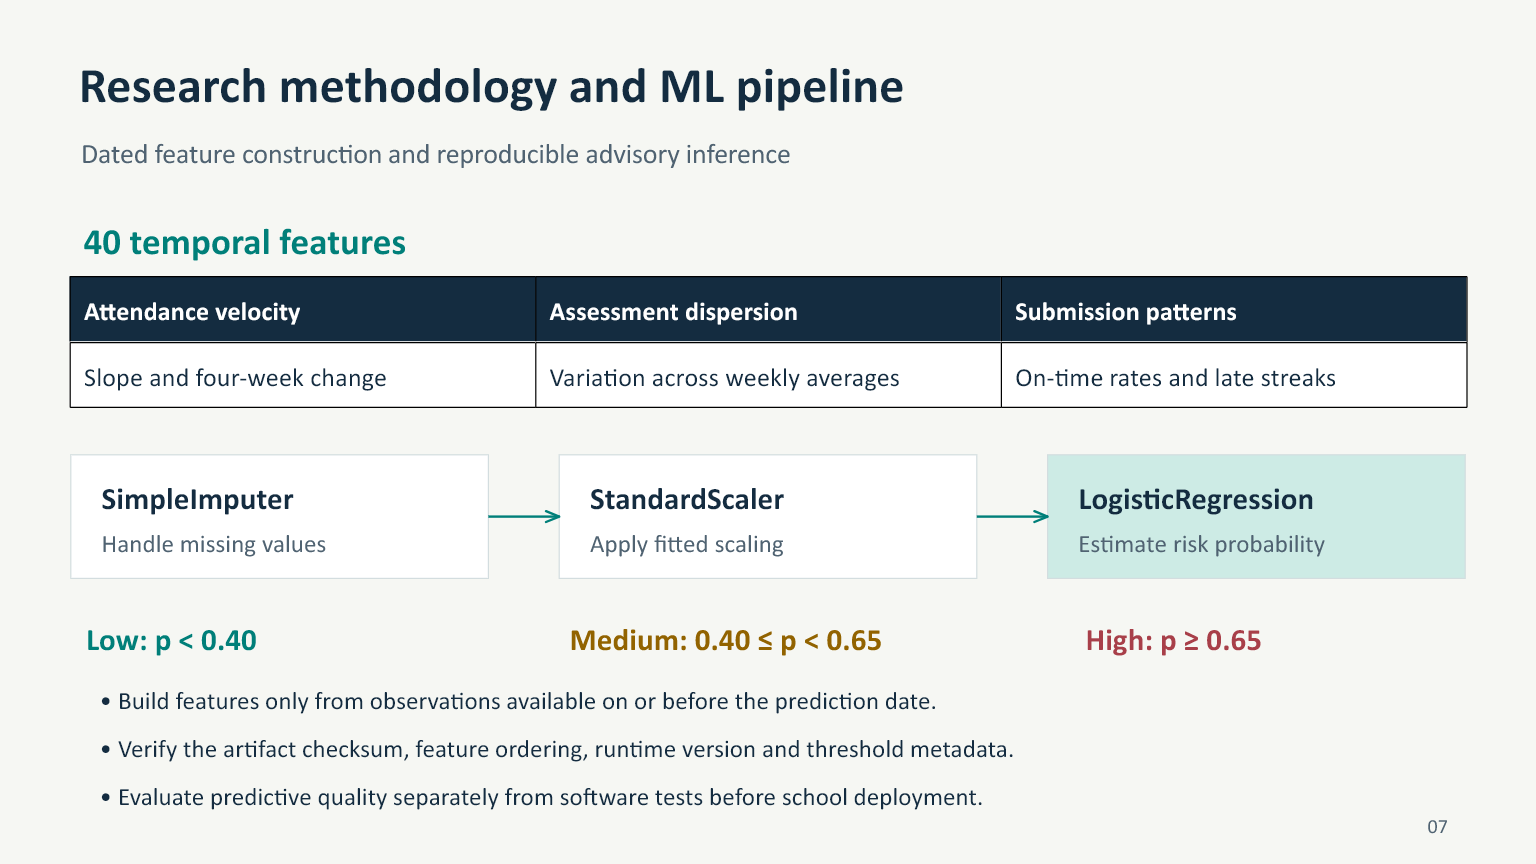 Research methodology and ML pipeline
Dated feature construction and reproducible advisory inference
40 temporal features
Attendance velocity
Assessment dispersion
Submission patterns
Slope and four-week change
Variation across weekly averages
On-time rates and late streaks
SimpleImputer
Handle missing values
StandardScaler
Apply fitted scaling
LogisticRegression
Estimate risk probability
Low: p < 0.40
Medium: 0.40 ≤ p < 0.65
High: p ≥ 0.65
• Build features only from observations available on or before the prediction date.
• Verify the artifact checksum, feature ordering, runtime version and threshold metadata.
• Evaluate predictive quality separately from software tests before school deployment.
07